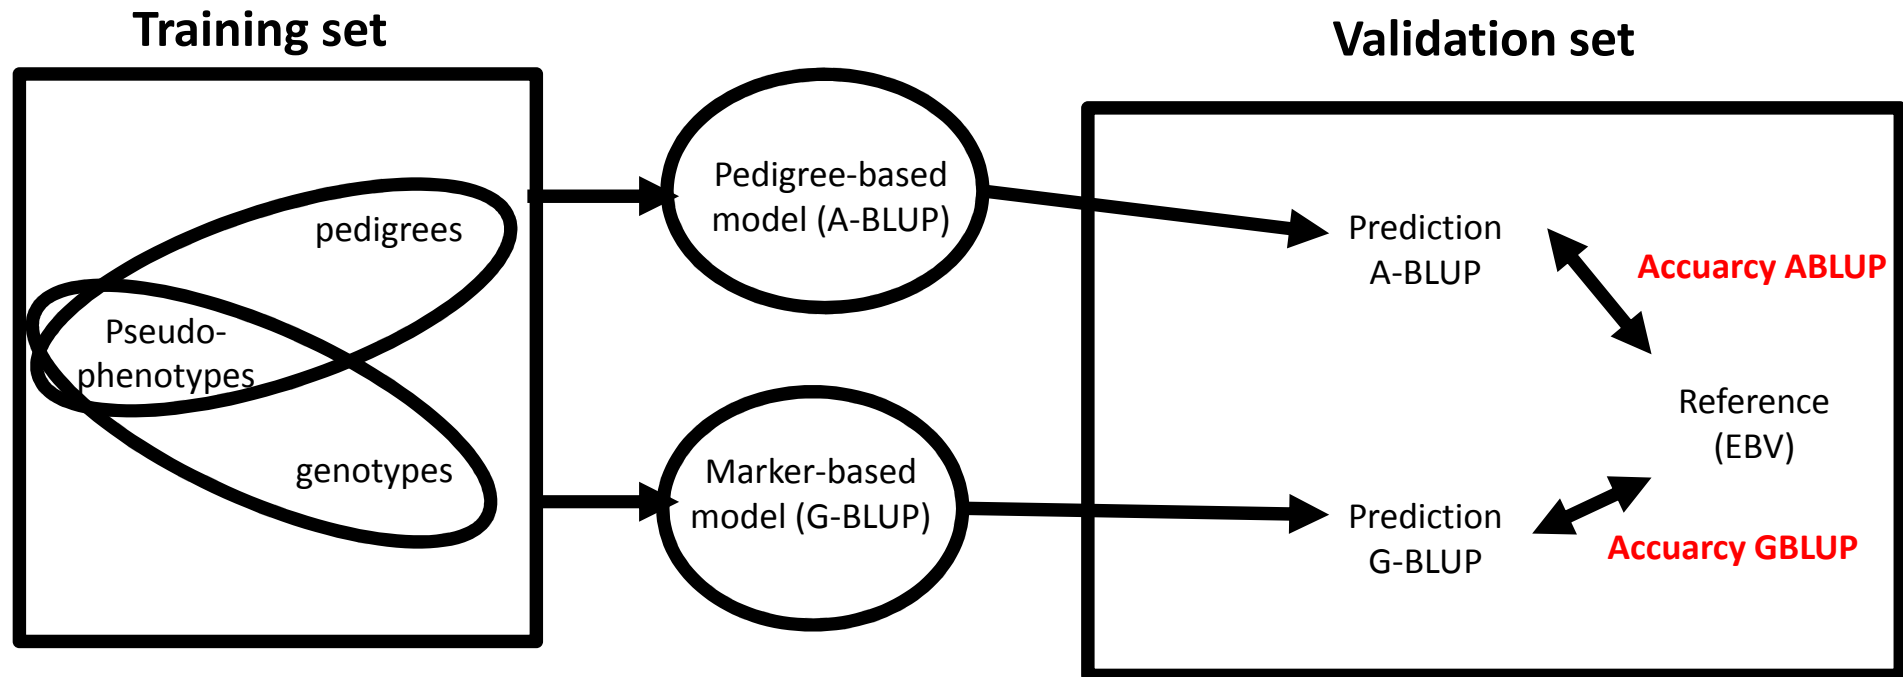 Training set
Validation set
pedigrees
Pseudo-
phenotypes
genotypes
Pedigree-based
model (A-BLUP)
Marker-based
model (G-BLUP)
Prediction
A-BLUP
Accuarcy ABLUP
Reference
(EBV)
Prediction
G-BLUP
Accuarcy GBLUP